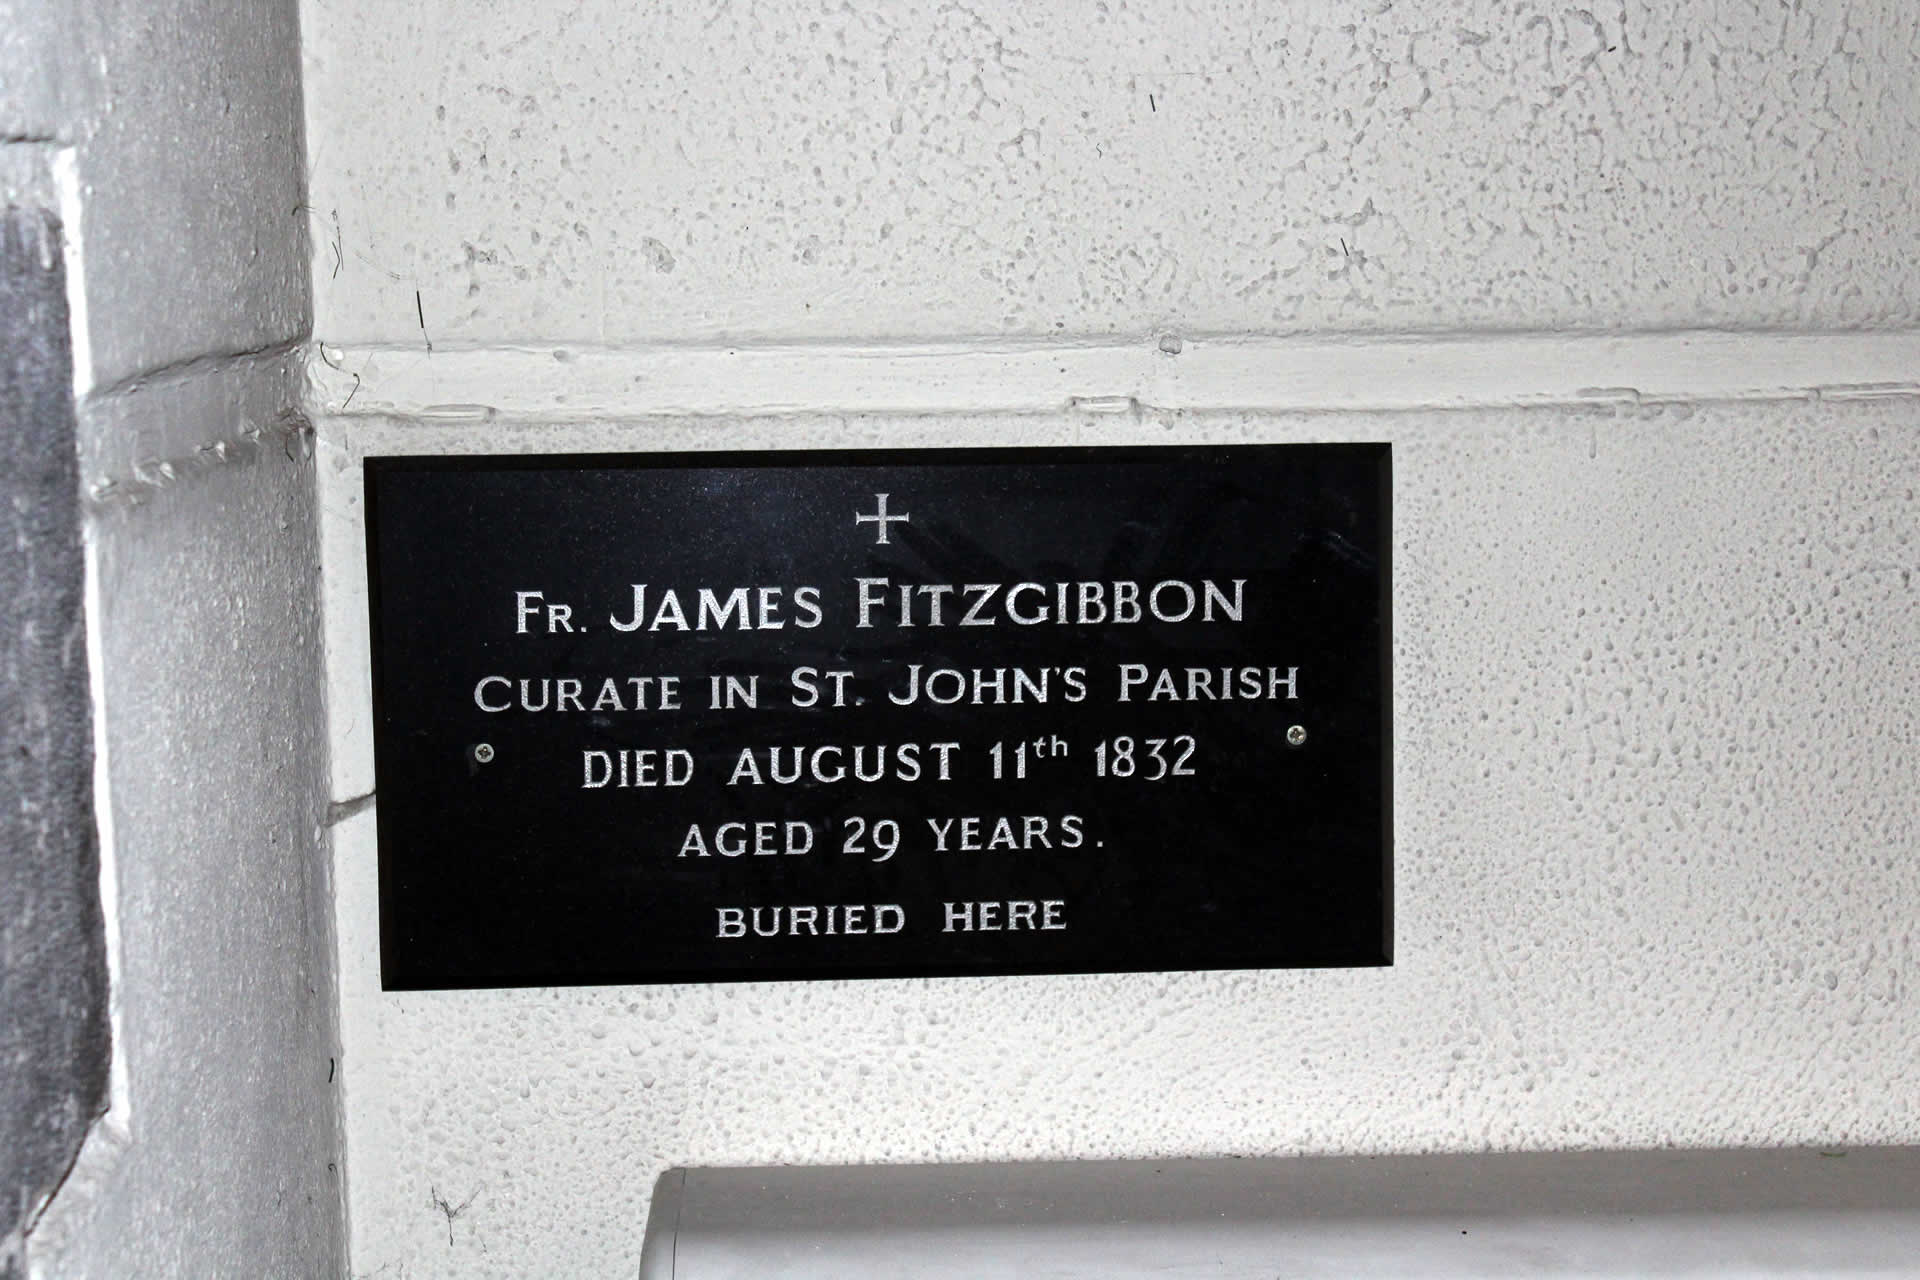 FR. JAMES FITZGIBBON
CURATE IN ST. JOHN'S PARISH
DIED AUGUST 11th 1832
AGED 29 YEARS.
BURIED HERE